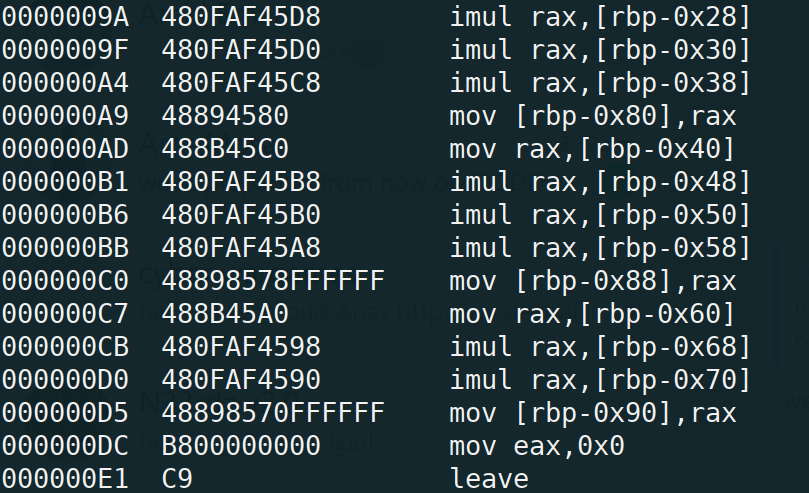 0000009A  480FAF45D8        imul rax,[rbp-0x28]
0000009F  480FAF45D0        imul rax,[rbp-0x30]
000000A4  480FAF45C8        imul rax,[rbp-0x38]
000000A9  48894580          mov [rbp-0x80],rax
000000AD  488B45C0          mov rax,[rbp-0x40]
000000B1  480FAF45B8        imul rax,[rbp-0x48]
000000B6  480FAF45B0        imul rax,[rbp-0x50]
000000BB  480FAF45A8        imul rax,[rbp-0x58]
000000C0  48898578FFFFFF    mov [rbp-0x88],rax
000000C7  488B45A0          mov rax,[rbp-0x60]
000000CB  480FAF4598        imul rax,[rbp-0x68]
000000D0  480FAF4590        imul rax,[rbp-0x70]
000000D5  48898570FFFFFF    mov [rbp-0x90],rax
000000DC  B800000000        mov eax,0x0
000000E1  C9                leave